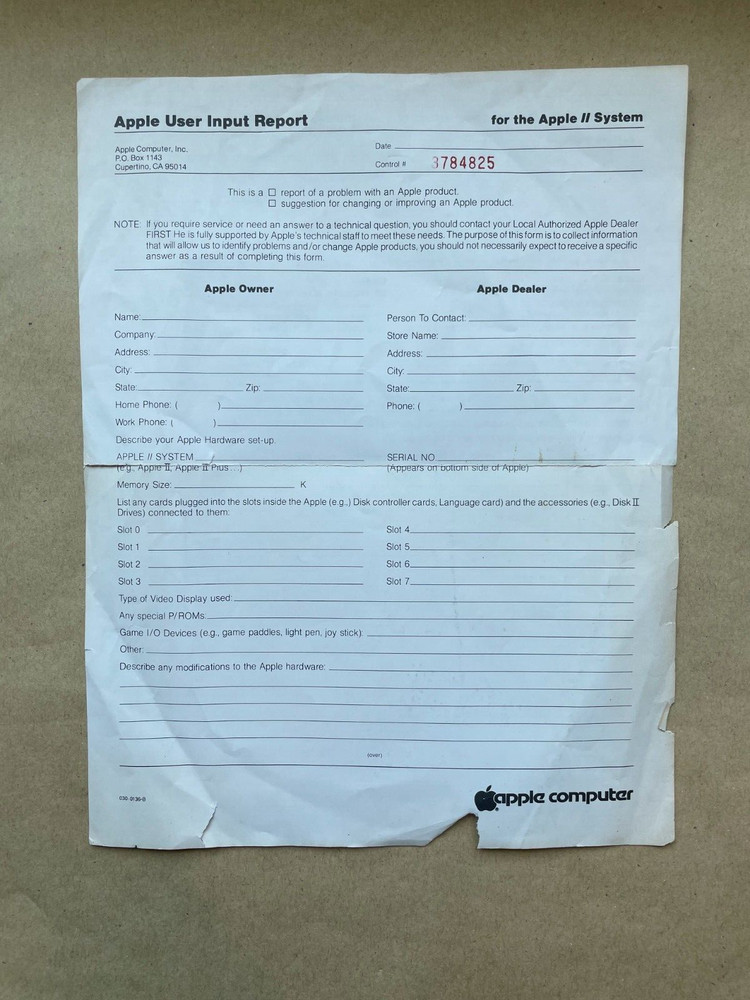 Apple User Input Report for the Apple // System
Apple Computer, Inc.
P.O. Box 1143
Cupertino, CA 95014
Date
Control # 3784825
This is a ☐ report of a problem with an Apple product.
☐ suggestion for changing or improving an Apple product.
NOTE: If you require service or need an answer to a technical question, you should contact your Local Authorized Apple Dealer
FIRST He is fully supported by Apple's technical staff to meet these needs. The purpose of this form is to collect information
that will allow us to identify problems and/or change Apple products, you should not necessarily expect to receive a specific
answer as a result of completing this form.
Apple Owner
Name:
Company:
Address:
City:
State: Zip:
Home Phone: ( )
Work Phone: ( )
Apple Dealer
Person To Contact:
Store Name:
Address:
City:
State: Zip:
Phone: ( )
Describe your Apple Hardware set-up.
APPLE // SYSTEM SERIAL NO
(e.g., Apple II, Apple II Plus...) (Appears on bottom side of Apple)
Memory Size: K
List any cards plugged into the slots inside the Apple (e.g.,) Disk controller cards, Language card) and the accessories (e.g., Disk II
Drives) connected to them:
Slot 0 Slot 4
Slot 1 Slot 5
Slot 2 Slot 6
Slot 3 Slot 7
Type of Video Display used:
Any special P/ROMs:
Game I/O Devices (e.g., game paddles, light pen, joy stick):
Other:
Describe any modifications to the Apple hardware:
(over)
030-0136-B
apple computer